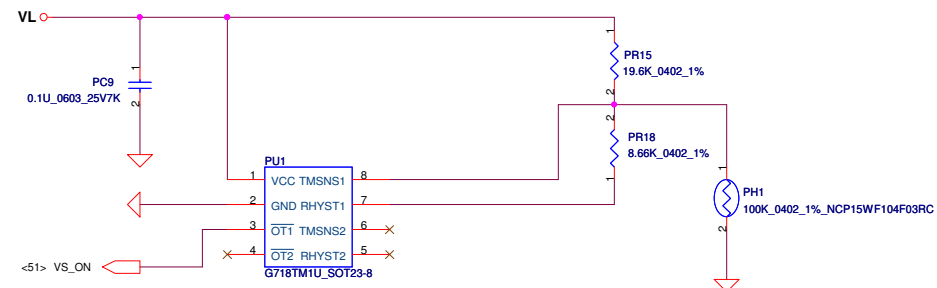 VL
1
PR15
19.6K_0402_1%
2
1
PC9
0.1U_0603_25V7K
2
2
PR18
8.66K_0402_1%
1
PU1
1 VCC TMSNS1 8
2 GND RHYST1 7
3 OT1 TMSNS2 6
4 OT2 RHYST2 5
G718TM1U_SOT23-8
1
PH1
100K_0402_1%_NCP15WF104F03RC
2
<51> VS_ON